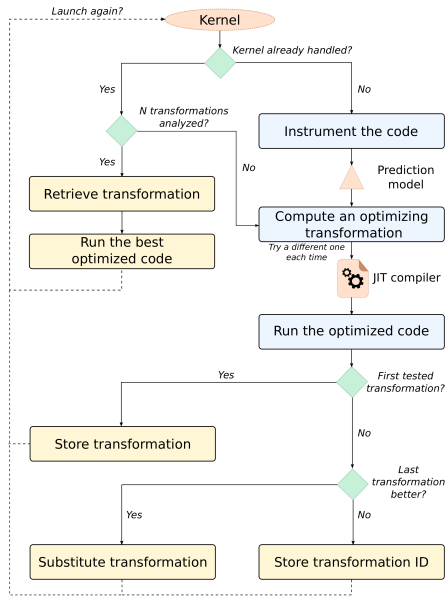 Launch again?
Kernel
Kernel already handled?
Yes
No
N transformations
analyzed?
Instrument the code
Yes
No
Prediction
model
Retrieve transformation
Compute an optimizing
transformation
Run the best
optimized code
Try a different one
each time
JIT compiler
Run the optimized code
Yes
First tested
transformation?
No
Store transformation
Last
transformation
better?
Yes
No
Substitute transformation
Store transformation ID